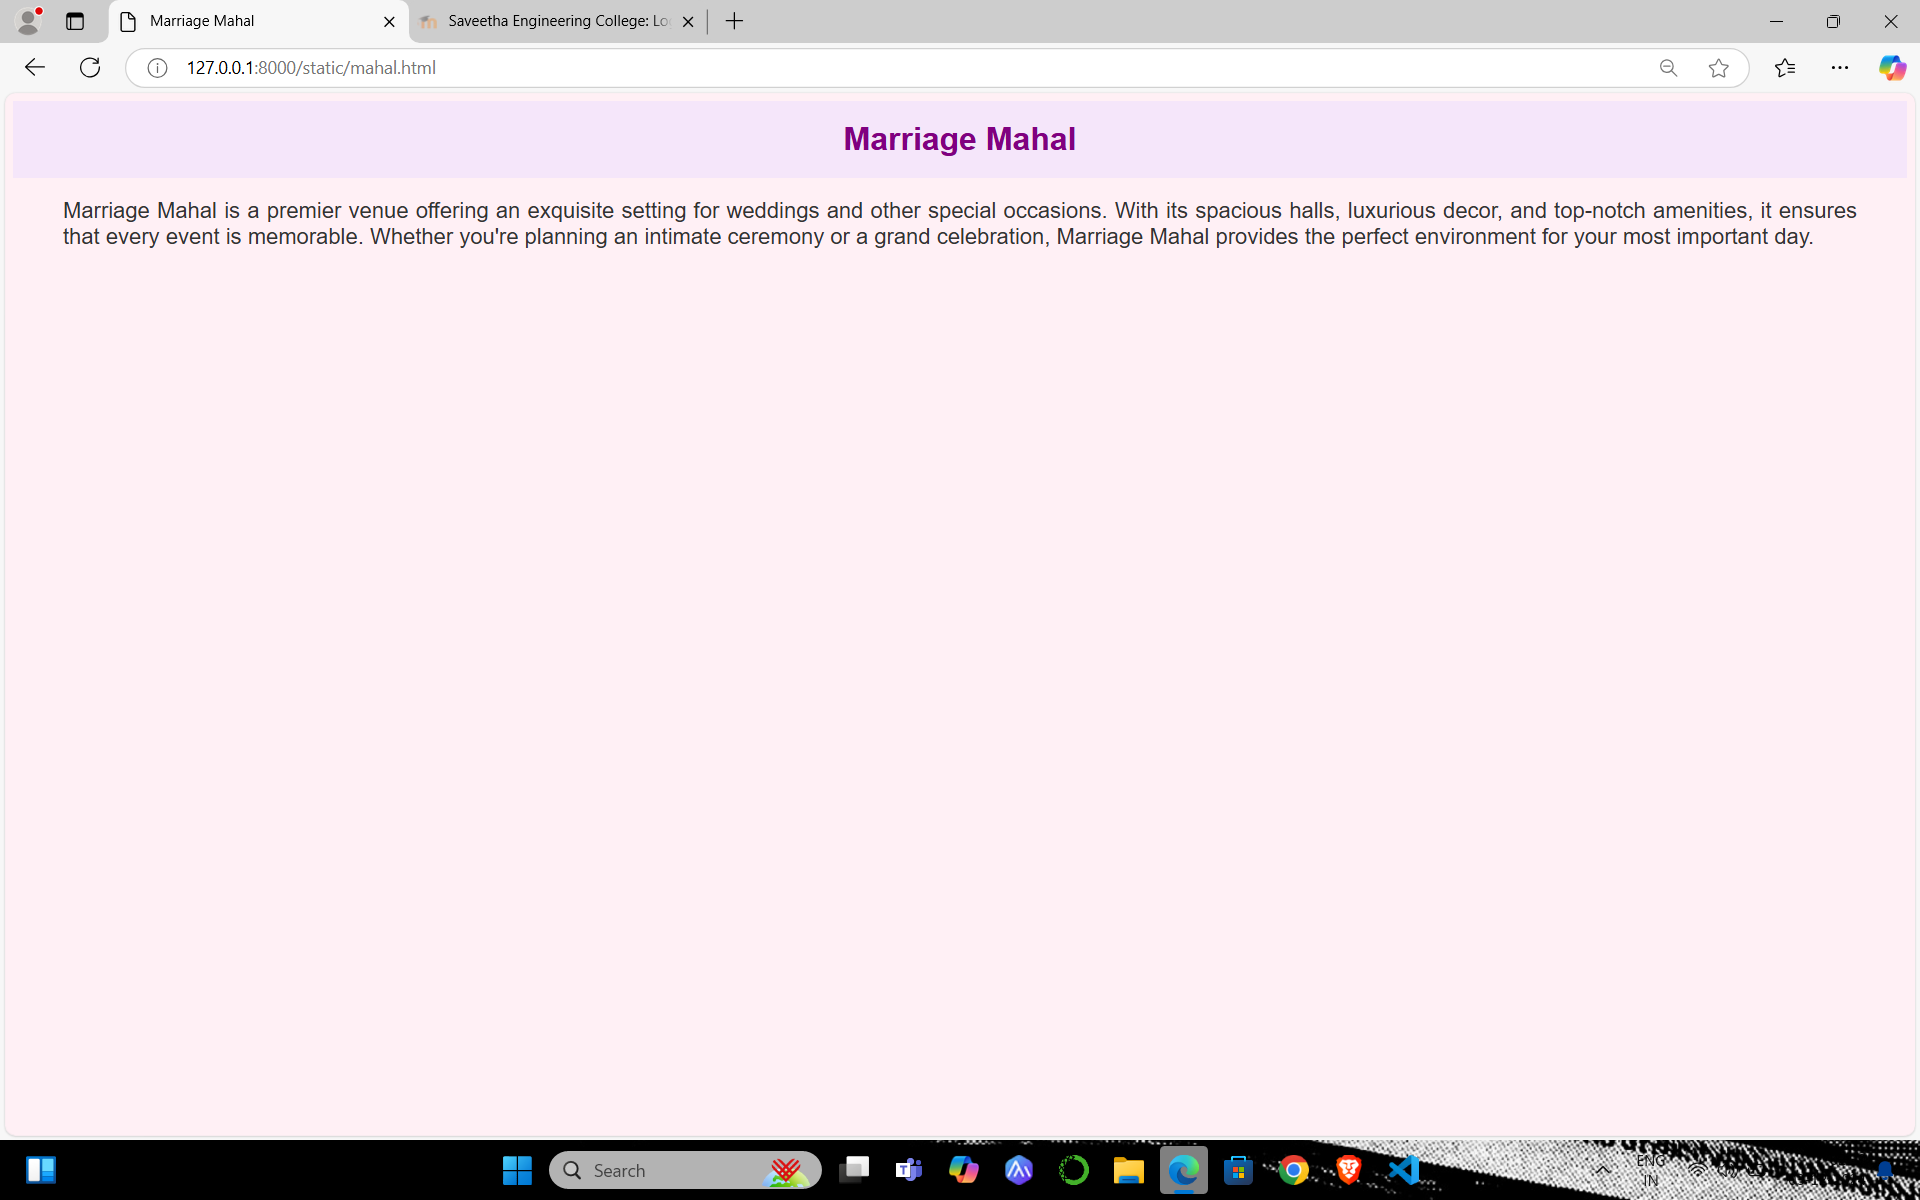 Marriage Mahal
Saveetha Engineering College: Lo
127.0.0.1:8000/static/mahal.html
Marriage Mahal
Marriage Mahal is a premier venue offering an exquisite setting for weddings and other special occasions. With its spacious halls, luxurious decor, and top-notch amenities, it ensures
that every event is memorable. Whether you're planning an intimate ceremony or a grand celebration, Marriage Mahal provides the perfect environment for your most important day.
Search
ENG
IN